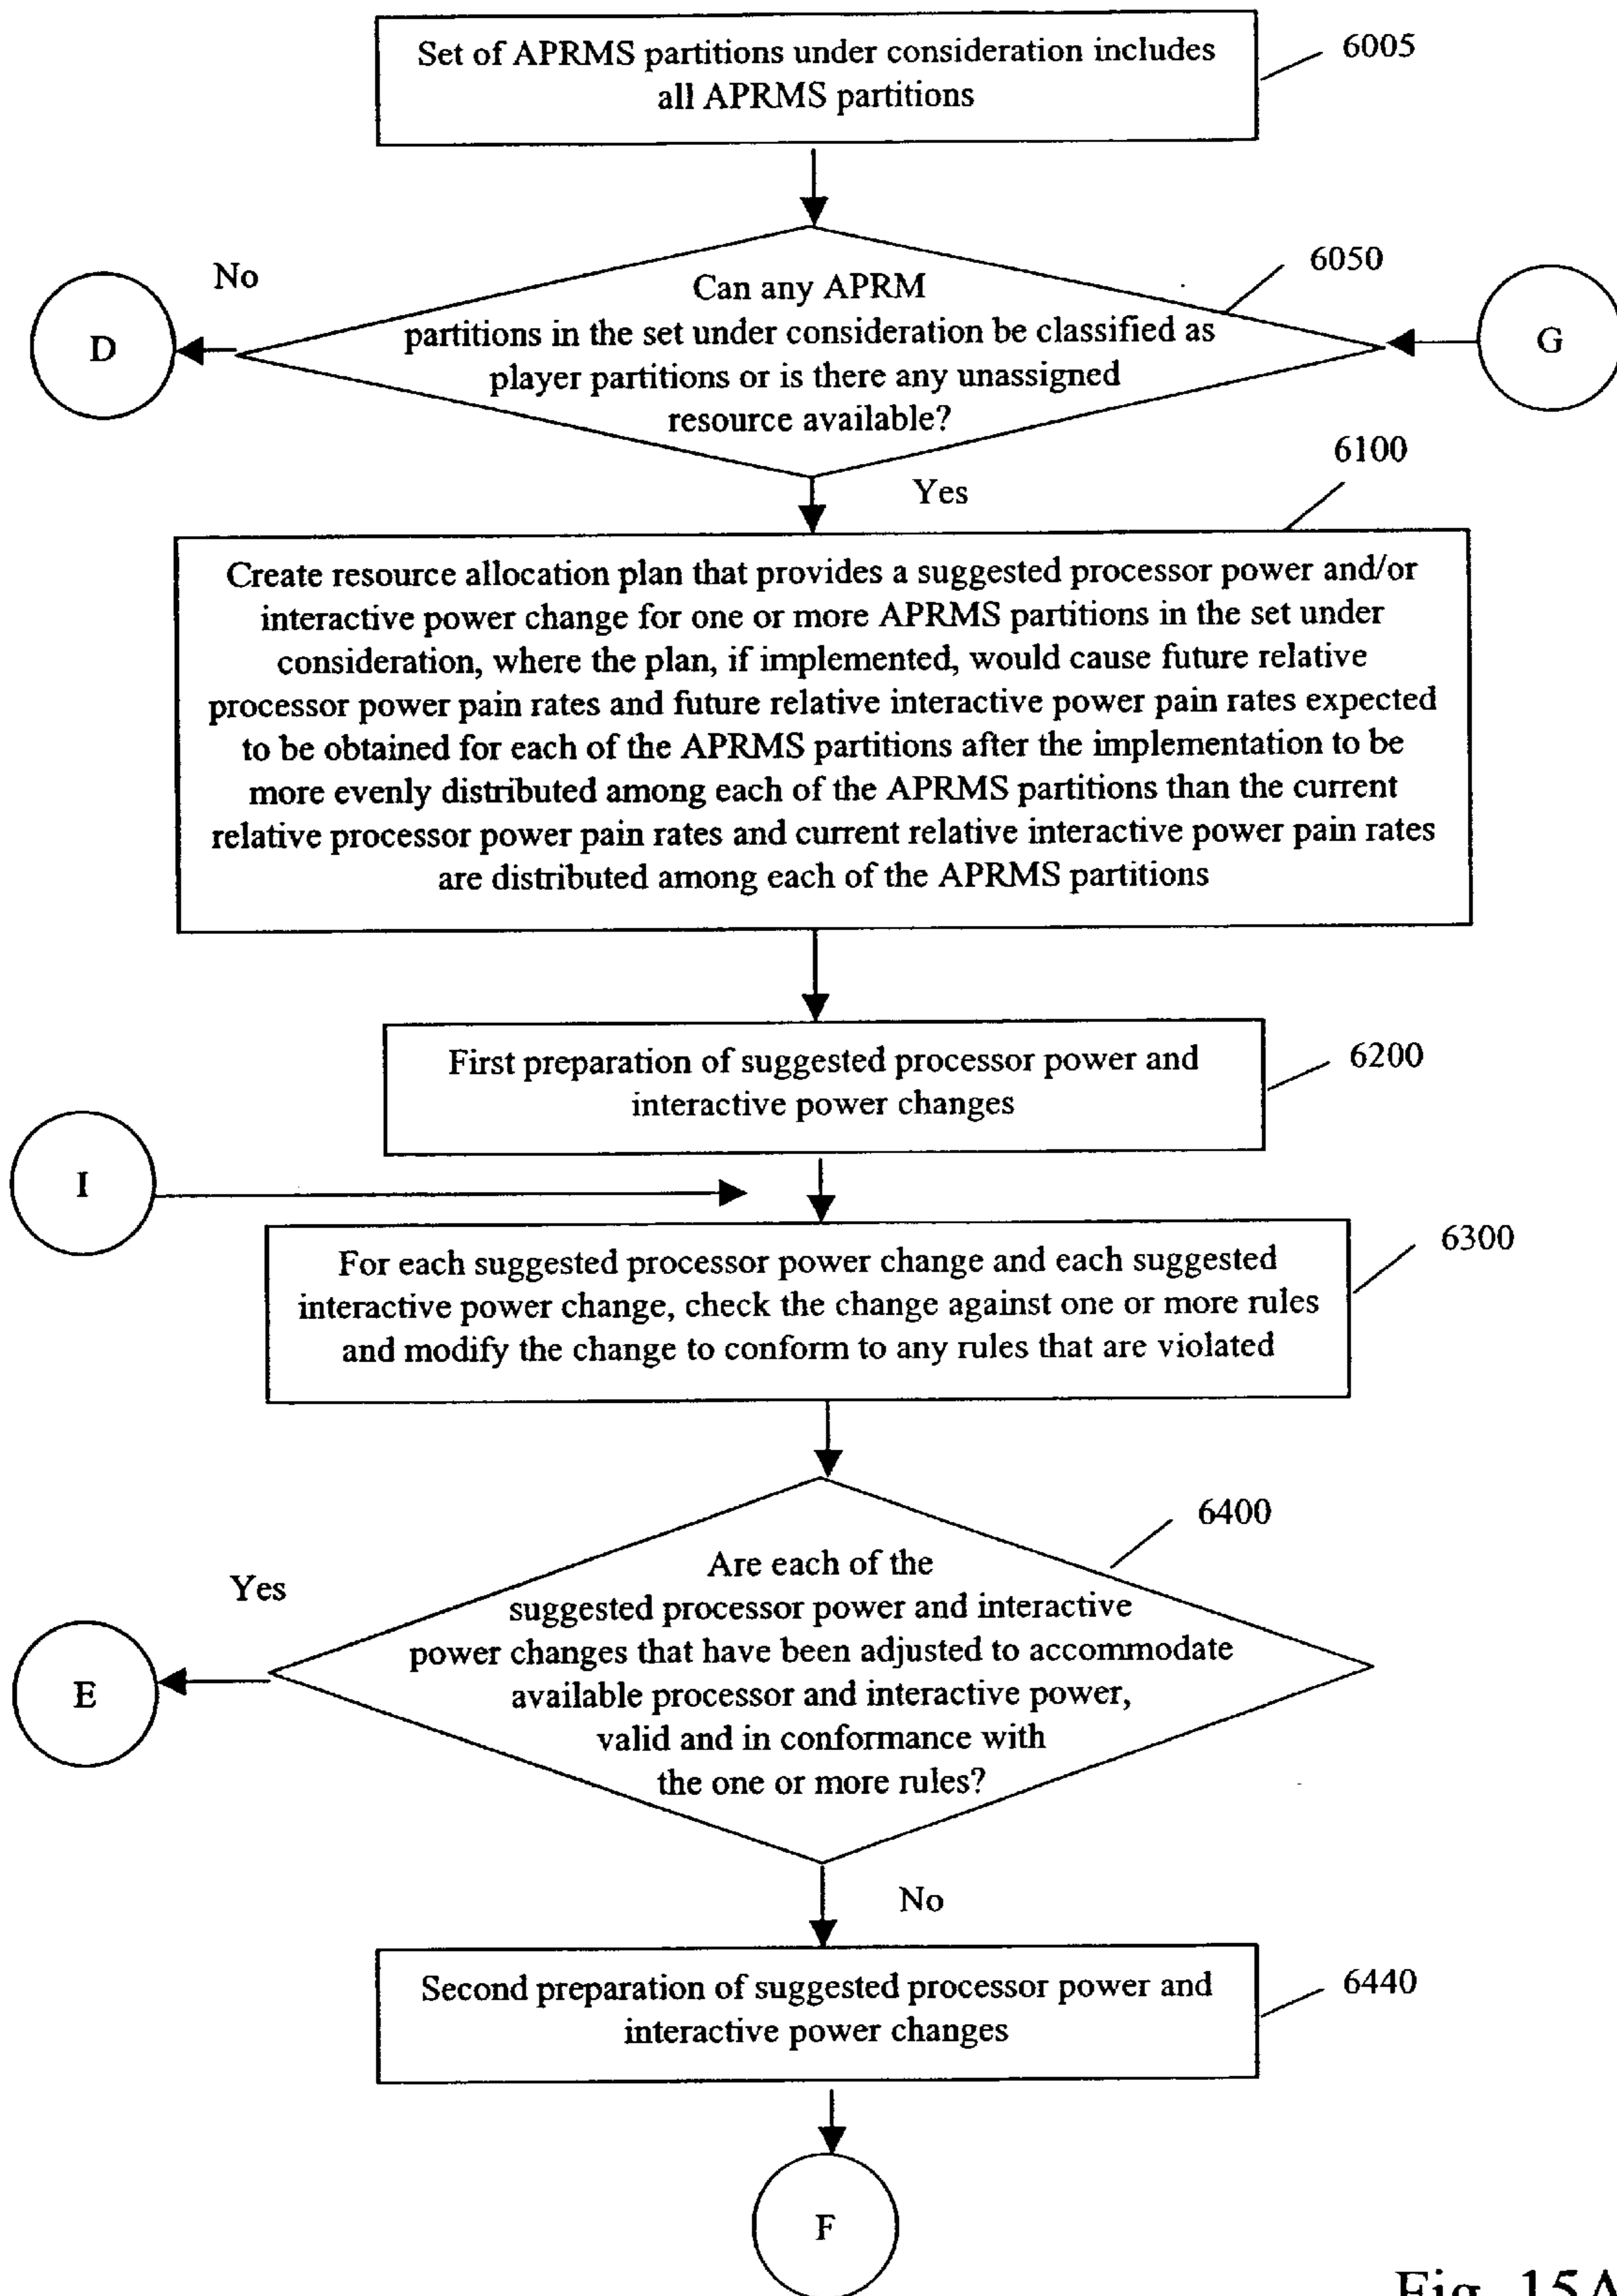 Set of APRMS partitions under consideration includes
all APRMS partitions
6005
No
D
Can any APRM
partitions in the set under consideration be classified as
player partitions or is there any unassigned
resource available?
6050
G
Yes
6100
Create resource allocation plan that provides a suggested processor power and/or
interactive power change for one or more APRMS partitions in the set under
consideration, where the plan, if implemented, would cause future relative
processor power pain rates and future relative interactive power pain rates expected
to be obtained for each of the APRMS partitions after the implementation to be
more evenly distributed among each of the APRMS partitions than the current
relative processor power pain rates and current relative interactive power pain rates
are distributed among each of the APRMS partitions
First preparation of suggested processor power and
interactive power changes
6200
I
For each suggested processor power change and each suggested
interactive power change, check the change against one or more rules
and modify the change to conform to any rules that are violated
6300
6400
Yes
E
Are each of the
suggested processor power and interactive
power changes that have been adjusted to accommodate
available processor and interactive power,
valid and in conformance with
the one or more rules?
No
Second preparation of suggested processor power and
interactive power changes
6440
F
Fig. 15A